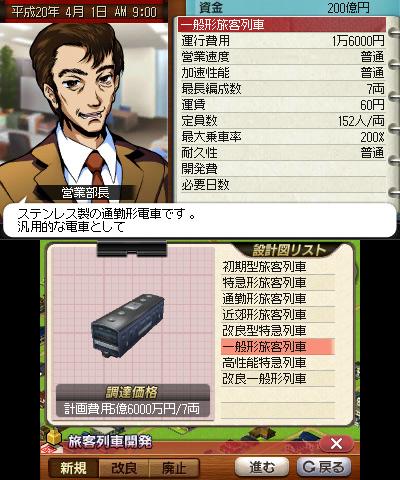 平成20年 4月 1日 AM 9:00
資金 200億円
一般形旅客列車
運行費用 1万6000円
営業速度 普通
加速性能 普通
最長編成数 7両
運賃 60円
定員数 152人/両
最大乗車率 200%
耐久性 普通
開発費
必要日数
営業部長
ステンレス製の通勤形電車です。
汎用的な電車として
設計図リスト
初期型旅客列車
特急形旅客列車
通勤形旅客列車
近郊形旅客列車
改良型特急列車
一般形旅客列車
高性能特急列車
改良一般形列車
調達価格
計画費用5億6000万円/7両
旅客列車開発
新規 改良 廃止 進む 戻る